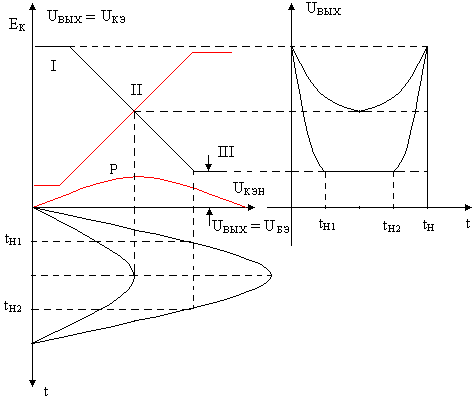 Eк
Uвых = Uкэ
Uвых
I
II
III
P
Uкэн
Uвых = Uбэ
tн1
tн2
t
tн1
tн2
tн
t